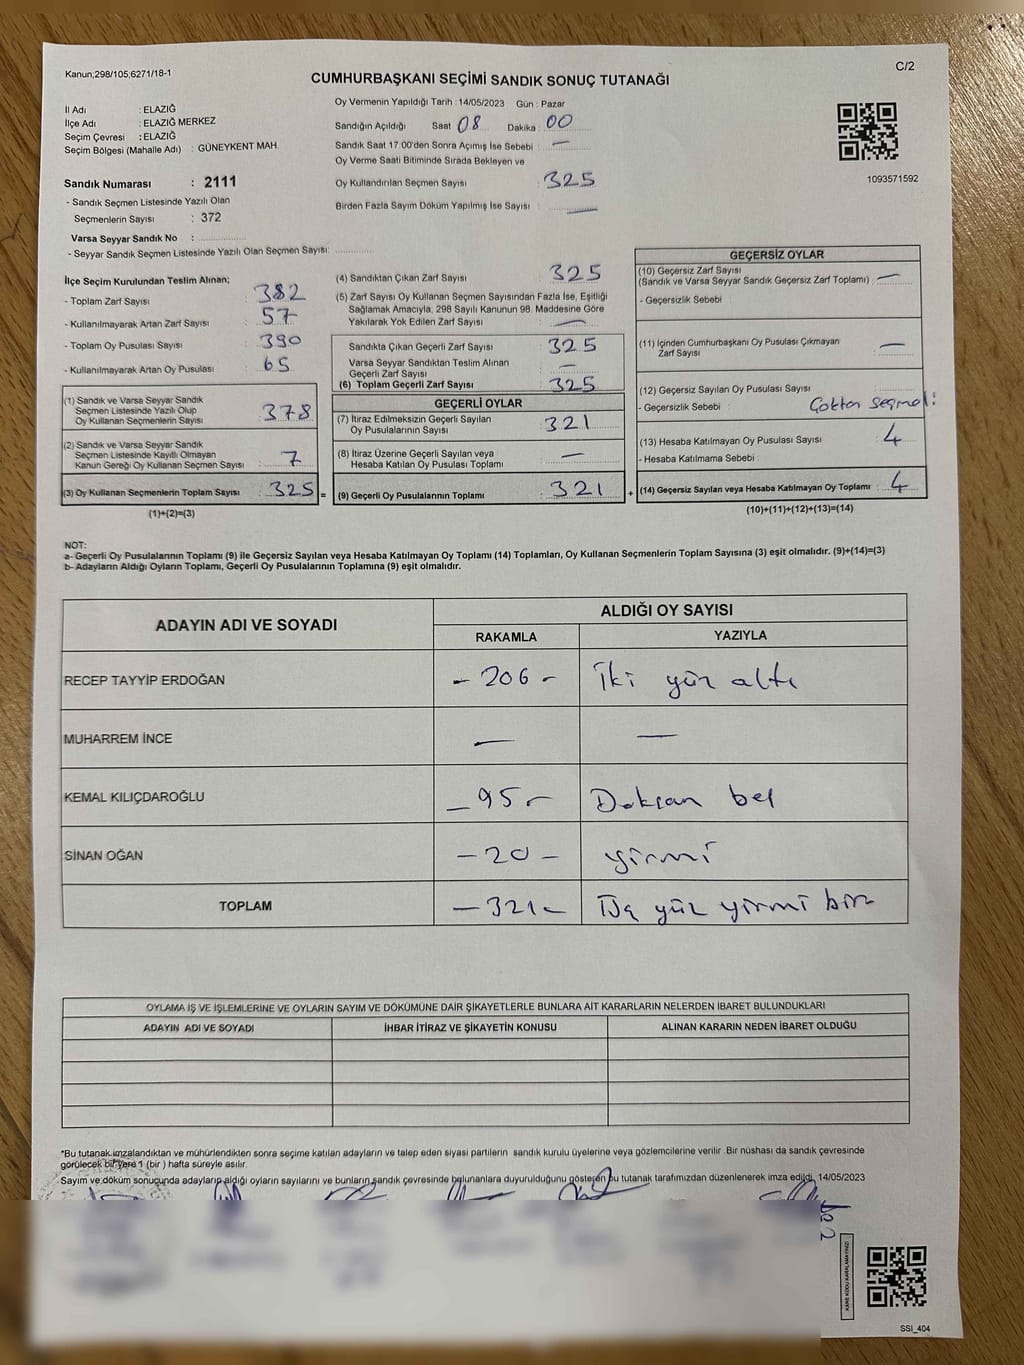 Kanun;298/105;6271/18-1
C/2
CUMHURBAŞKANI SEÇİMİ SANDIK SONUÇ TUTANAĞI
İl Adı : ELAZIĞ
İlçe Adı : ELAZIĞ MERKEZ
Seçim Çevresi : ELAZIĞ
Seçim Bölgesi (Mahalle Adı) : GÜNEYKENT MAH.
Sandık Numarası : 2111
- Sandık Seçmen Listesinde Yazılı Olan
Seçmenlerin Sayısı : 372
Varsa Seyyar Sandık No :
- Seyyar Sandık Seçmen Listesinde Yazılı Olan Seçmen Sayısı:
Oy Vermenin Yapıldığı Tarih : 14/05/2023 Gün : Pazar
Sandığın Açıldığı Saat 08 Dakika : 00
Sandık Saat 17.00'den Sonra Açımış İse Sebebi : —
Oy Verme Saati Bitiminde Sırada Bekleyen ve
Oy Kullandırılan Seçmen Sayısı : 325
Birden Fazla Sayım Döküm Yapılmış İse Sayısı : —
1093571592
İlçe Seçim Kurulundan Teslim Alınan;
- Toplam Zarf Sayısı : 382
- Kullanılmayarak Artan Zarf Sayısı : 57
- Toplam Oy Pusulası Sayısı : 390
- Kullanılmayarak Artan Oy Pusulası : 65
(1) Sandık ve Varsa Seyyar Sandık
Seçmen Listesinde Yazılı Olup
Oy Kullanan Seçmenlerin Sayısı : 378
(2) Sandık ve Varsa Seyyar Sandık
Seçmen Listesinde Kayıtlı Olmayan
Kanun Gereği Oy Kullanan Seçmen Sayısı : 7
(3) Oy Kullanan Seçmenlerin Toplam Sayısı : 325 =
(1)+(2)=(3)
(4) Sandıktan Çıkan Zarf Sayısı : 325
(5) Zarf Sayısı Oy Kullanan Seçmen Sayısından Fazla İse, Eşitliği
Sağlamak Amacıyla, 298 Sayılı Kanunun 98. Maddesine Göre
Yakılarak Yok Edilen Zarf Sayısı : —
Sandıkta Çıkan Geçerli Zarf Sayısı : 325
Varsa Seyyar Sandıktan Teslim Alınan
Geçerli Zarf Sayısı : —
(6) Toplam Geçerli Zarf Sayısı : 325
GEÇERLİ OYLAR
(7) İtiraz Edilmeksizin Geçerli Sayılan
Oy Pusulalarının Sayısı : 321
(8) İtiraz Üzerine Geçerli Sayılan veya
Hesaba Katılan Oy Pusulası Toplamı : —
(9) Geçerli Oy Pusulalarının Toplamı : 321 +
GEÇERSİZ OYLAR
(10) Geçersiz Zarf Sayısı
(Sandık ve Varsa Seyyar Sandık Geçersiz Zarf Toplamı) : —
- Geçersizlik Sebebi
(11) İçinden Cumhurbaşkanı Oy Pusulası Çıkmayan
Zarf Sayısı : —
(12) Geçersiz Sayılan Oy Pusulası Sayısı :
- Geçersizlik Sebebi
(13) Hesaba Katılmayan Oy Pusulası Sayısı : 4
- Hesaba Katılmama Sebebi :
(14) Geçersiz Sayılan veya Hesaba Katılmayan Oy Toplamı : 4
(10)+(11)+(12)+(13)=(14)
NOT:
a- Geçerli Oy Pusulalarının Toplamı (9) ile Geçersiz Sayılan veya Hesaba Katılmayan Oy Toplamı (14) Toplamları, Oy Kullanan Seçmenlerin Toplam Sayısına (3) eşit olmalıdır. (9)+(14)=(3)
b- Adayların Aldığı Oyların Toplamı, Geçerli Oy Pusulalarının Toplamına (9) eşit olmalıdır.
ADAYIN ADI VE SOYADI ALDIĞI OY SAYISI
RAKAMLA YAZIYLA
RECEP TAYYİP ERDOĞAN - 206 - İki yüz altı
MUHARREM İNCE — —
KEMAL KILIÇDAROĞLU - 95 - Doksan beş
SİNAN OĞAN - 20 - yirmi
TOPLAM - 321 - Üç yüz yirmi bir
OYLAMA İŞ VE İŞLEMLERİNE VE OYLARIN SAYIM VE DÖKÜMÜNE DAİR ŞİKAYETLERLE BUNLARA AİT KARARLARIN NELERDEN İBARET BULUNDUKLARI
ADAYIN ADI VE SOYADI İHBAR İTİRAZ VE ŞİKAYETİN KONUSU ALINAN KARARIN NEDEN İBARET OLDUĞU
*Bu tutanak imzalandıktan ve mühürlendikten sonra seçime katılan adayların ve talep eden siyasi partilerin sandık kurulu üyelerine veya gözlemcilerine verilir. Bir nüshası da sandık çevresinde
görülecek bir yere 1 (bir ) hafta süreyle asılır.
Sayım ve döküm sonucunda adayların aldığı oyların sayılarını ve bunların sandık çevresinde bulunanlara duyurulduğunu gösteren bu tutanak tarafımızdan düzenlenerek imza edildi. 14/05/2023
SSI_404